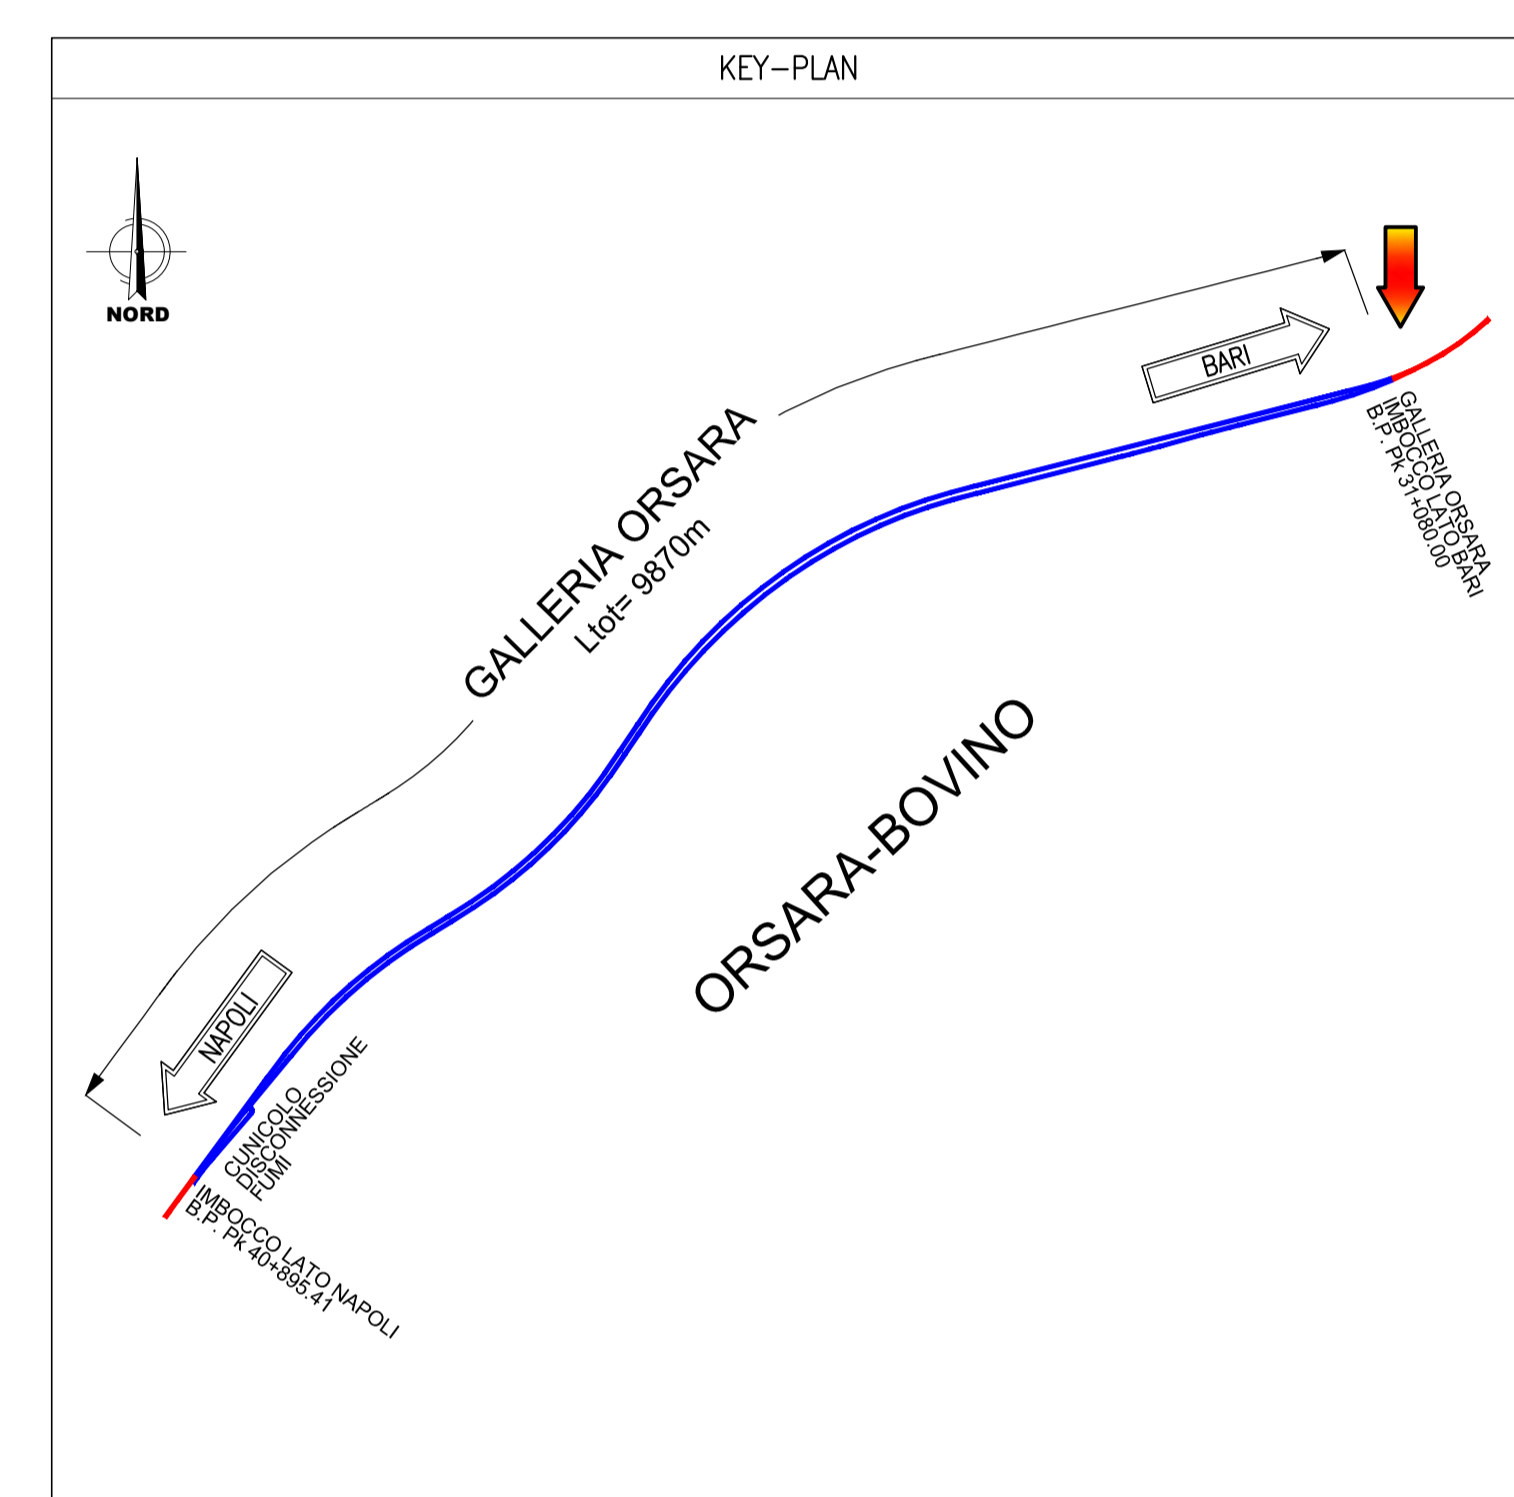 KEY-PLAN
NORD
BARI
GALLERIA ORSARA
Ltot= 9870m
GALLERIA ORSARA
IMBOCCO LATO BARI
B.P. Pk 31+080.00
ORSARA-BOVINO
NAPOLI
CUNICOLO
DISCONNESSIONE
FUMI
IMBOCCO LATO NAPOLI
B.P. Pk 40+895.41